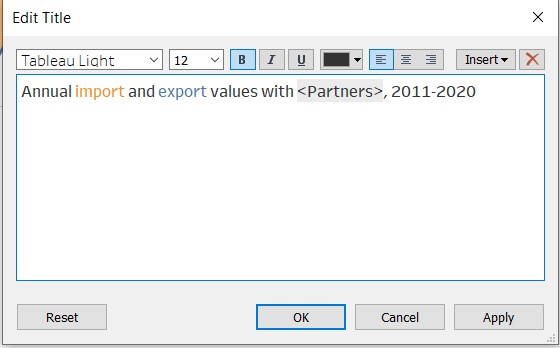 Edit Title
Tableau Light 12 B I U Insert
Annual import and export values with <Partners>, 2011-2020
Reset OK Cancel Apply